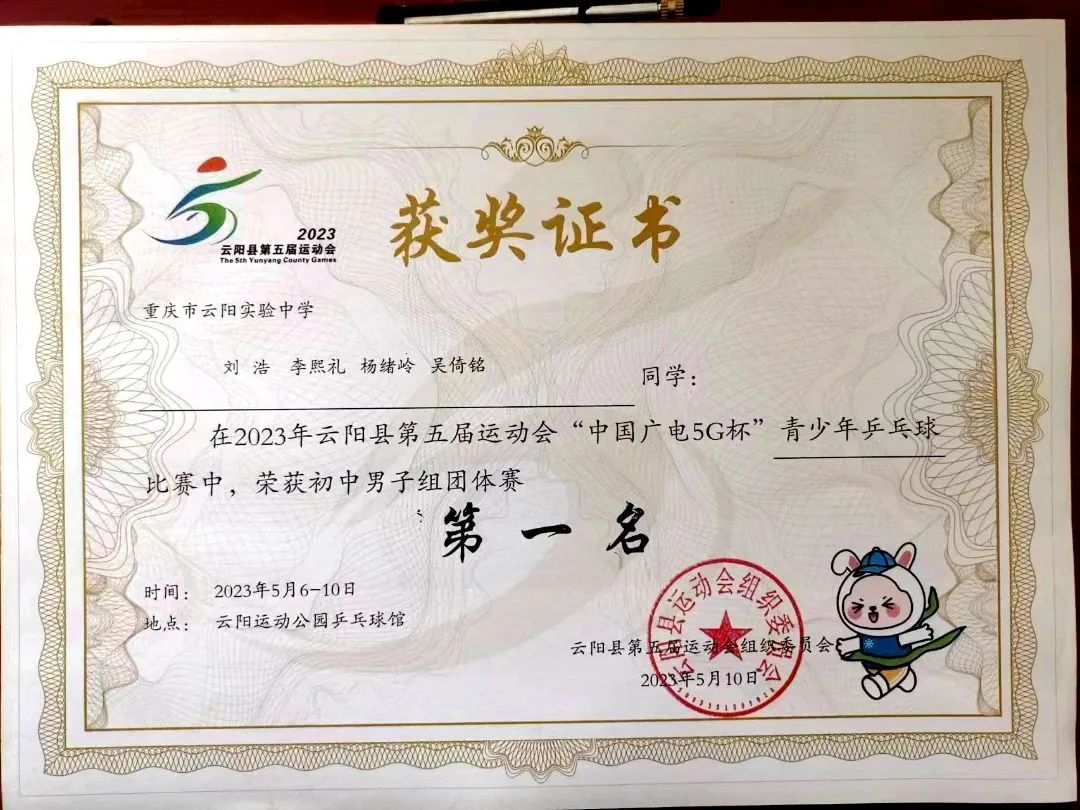 2023
云阳县第五届运动会
The 5th Yunyang County Games
获奖证书
重庆市云阳实验中学
刘浩 李熙礼 杨绪岭 吴倚铭
同学：
在2023年云阳县第五届运动会“中国广电5G杯”青少年乒乓球
比赛中，荣获初中男子组团体赛
第一名
时间： 2023年5月6-10日
地点： 云阳运动公园乒乓球馆
云阳县第五届运动会组织委员会
2023年5月10日
云阳县运动会组织委员会